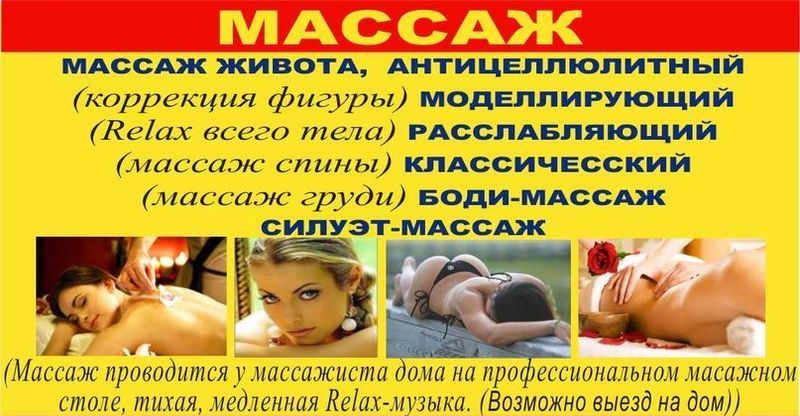 МАССАЖ
МАССАЖ ЖИВОТА, АНТИЦЕЛЛЮЛИТНЫЙ
(коррекция фигуры) МОДЕЛЛИРУЮЩИЙ
(Relax всего тела) РАССЛАБЛЯЮЩИЙ
(массаж спины) КЛАССИЧЕССКИЙ
(массаж груди) БОДИ-МАССАЖ
СИЛУЭТ-МАССАЖ
(Массаж проводится у массажиста дома на профессиональном масажном
столе, тихая, медленная Relax-музыка. (Возможно выезд на дом))